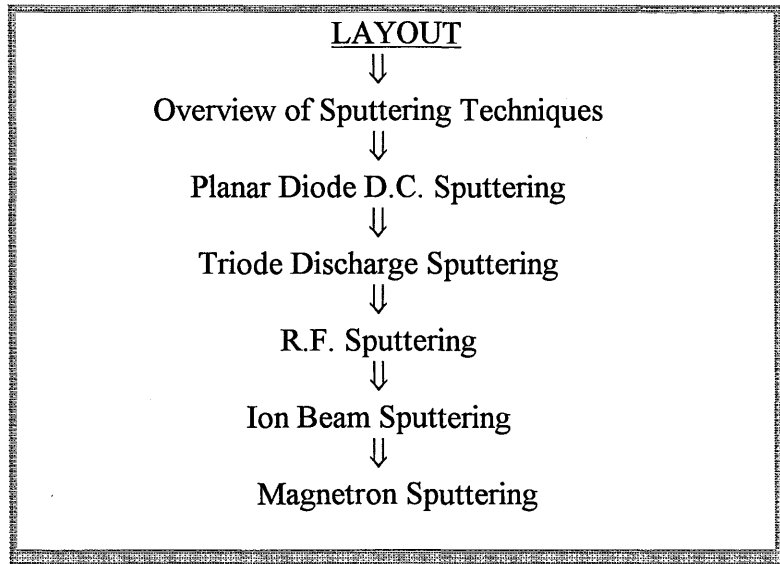 LAYOUT
⇓
Overview of Sputtering Techniques
⇓
Planar Diode D.C. Sputtering
⇓
Triode Discharge Sputtering
⇓
R.F. Sputtering
⇓
Ion Beam Sputtering
⇓
Magnetron Sputtering